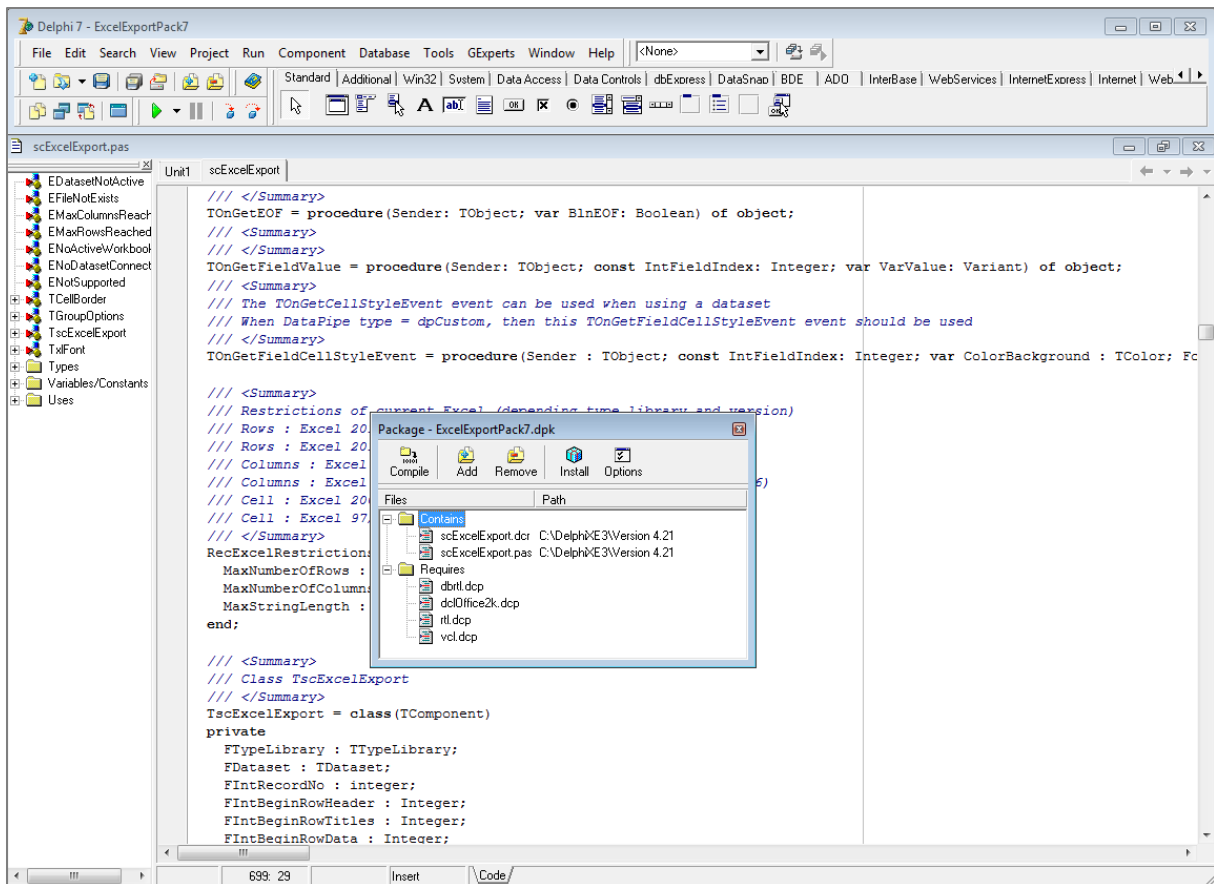 Delphi 7 - ExcelExportPack7
File Edit Search View Project Run Component Database Tools GExperts Window Help <None>
Standard Additional Win32 System Data Access Data Controls dbExpress DataSnap BDE ADO InterBase WebServices InternetExpress Internet Web
scExcelExport.pas
Unit1 scExcelExport
EDatasetNotActive
EFileNotExists
EMaxColumnsReach
EMaxRowsReached
ENoActiveWorkbool
ENoDatasetConnect
ENotSupported
TCellBorder
TGroupOptions
TscExcelExport
TxlFont
Types
Variables/Constants
Uses
/// </Summary>
TOnGetEOF = procedure(Sender: TObject; var BlnEOF: Boolean) of object;
/// <Summary>
/// </Summary>
TOnGetFieldValue = procedure(Sender: TObject; const IntFieldIndex: Integer; var VarValue: Variant) of object;
/// <Summary>
/// The TOnGetCellStyleEvent event can be used when using a dataset
/// When DataPipe type = dpCustom, then this TOnGetFieldCellStyleEvent event should be used
/// </Summary>
TOnGetFieldCellStyleEvent = procedure(Sender : TObject; const IntFieldIndex: Integer; var ColorBackground : TColor; Fo
/// <Summary>
/// Restrictions of current Excel (depending type library and version)
/// Rows : Excel 20
/// Rows : Excel 20
/// Columns : Excel
/// Columns : Excel 6)
/// Cell : Excel 20
/// Cell : Excel 97
/// </Summary>
RecExcelRestrictions
MaxNumberOfRows :
MaxNumberOfColumns
MaxStringLength :
end;
/// <Summary>
/// Class TscExcelExport
/// </Summary>
TscExcelExport = class(TComponent)
private
FTypeLibrary : TTypeLibrary;
FDataset : TDataset;
FIntRecordNo : integer;
FIntBeginRowHeader : Integer;
FIntBeginRowTitles : Integer;
FIntBeginRowData : Integer;
Package - ExcelExportPack7.dpk
Compile Add Remove Install Options
Files Path
Contains
scExcelExport.dcr C:\DelphiXE3\Version 4.21
scExcelExport.pas C:\DelphiXE3\Version 4.21
Requires
dbrtl.dcp
dclOffice2k.dcp
rtl.dcp
vcl.dcp
699: 29 Insert Code